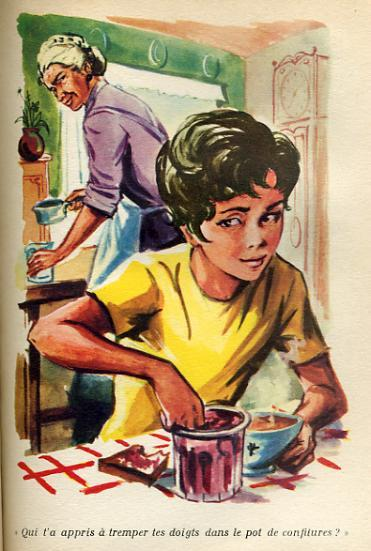 « Qui t'a appris à tremper tes doigts dans le pot de confitures ? »